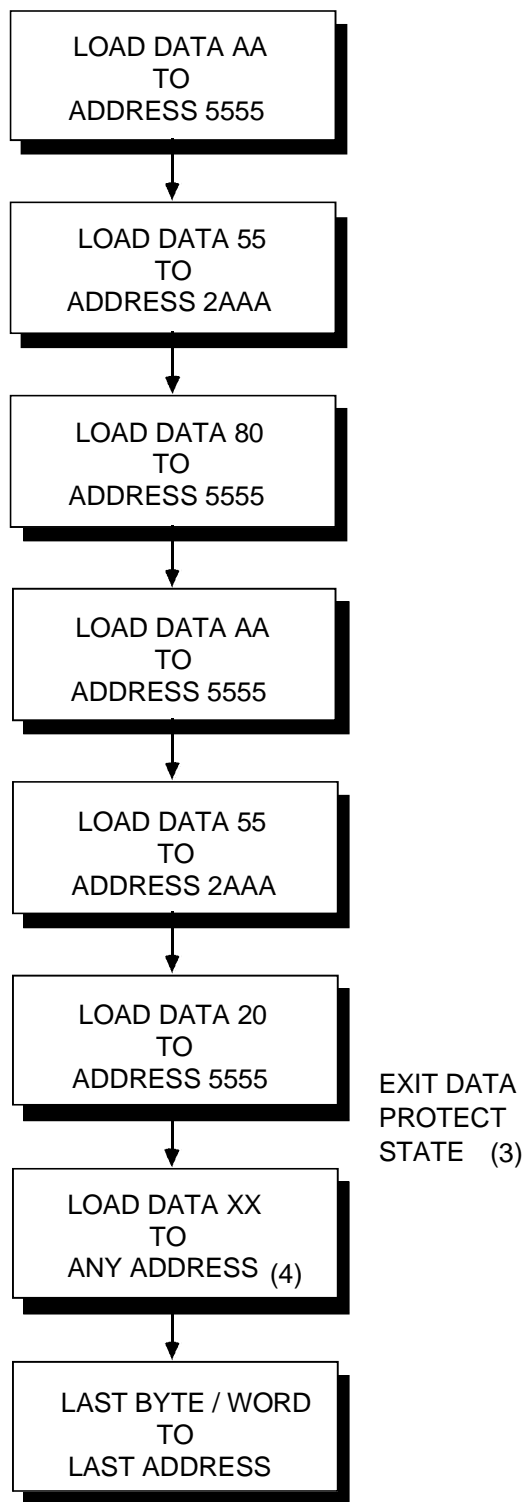 LOAD DATA AA
TO
ADDRESS 5555
LOAD DATA 55
TO
ADDRESS 2AAA
LOAD DATA 80
TO
ADDRESS 5555
LOAD DATA AA
TO
ADDRESS 5555
LOAD DATA 55
TO
ADDRESS 2AAA
LOAD DATA 20
TO
ADDRESS 5555
EXIT DATA
PROTECT
STATE (3)
LOAD DATA XX
TO
ANY ADDRESS (4)
LAST BYTE / WORD
TO
LAST ADDRESS